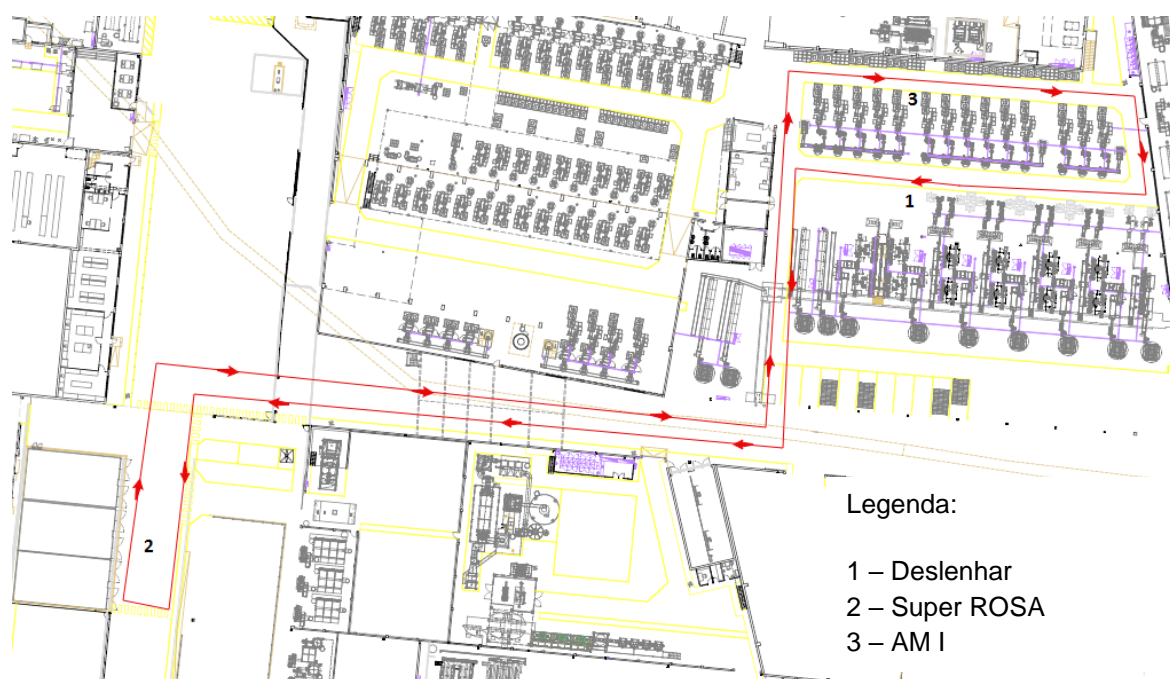 3
1
2
Legenda:
1 – Deslenhar
2 – Super ROSA
3 – AM I